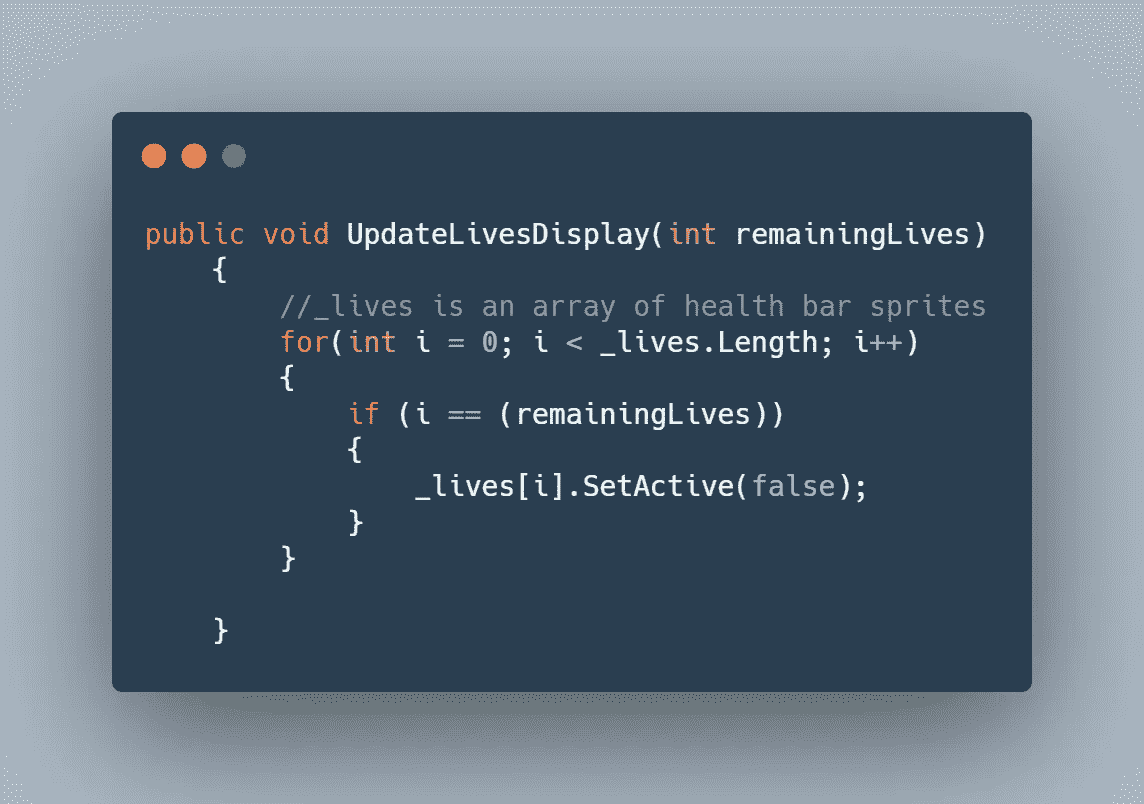 public void UpdateLivesDisplay(int remainingLives)
    {
        //_lives is an array of health bar sprites
        for(int i = 0; i < _lives.Length; i++)
        {
            if (i == (remainingLives))
            {
                _lives[i].SetActive(false);
            }
        }

    }